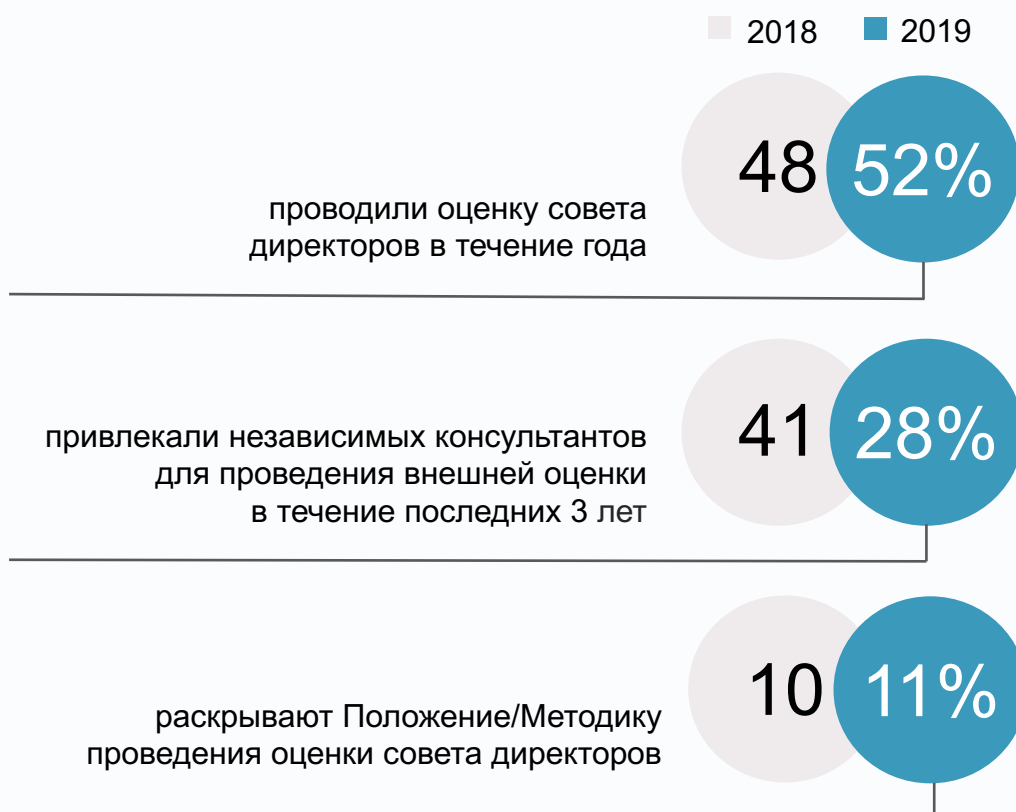 2018 2019
48 52%
проводили оценку совета
директоров в течение года
41 28%
привлекали независимых консультантов
для проведения внешней оценки
в течение последних 3 лет
10 11%
раскрывают Положение/Методику
проведения оценки совета директоров